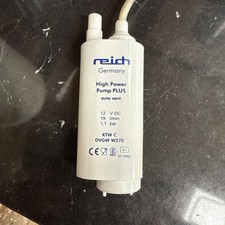 reich
Germany
High Power
Pump PLUS
auto vent
12 V DC
19 l/min
1,1 bar
KTW C
DVGW W270